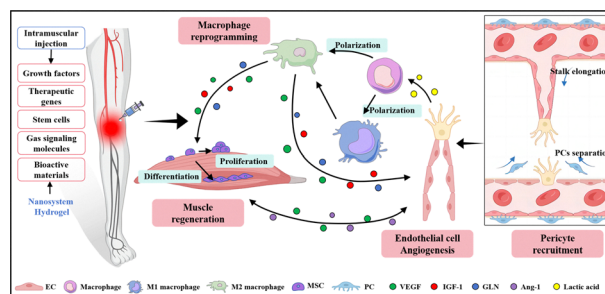 Intramuscular
injection
Growth factors
Therapeutic
genes
Stem cells
Gas signaling
molecules
Bioactive
materials
Nanosystem
Hydrogel
Macrophage
reprogramming
Polarization
Polarization
Proliferation
Differentiation
Muscle
regeneration
Endothelial cell
Angiogenesis
Stalk elongation
PCs separation
Pericyte
recruitment
EC
Macrophage
M1 macrophage
M2 macrophage
MSC
PC
VEGF
IGF-1
GLN
Ang-1
Lactic acid